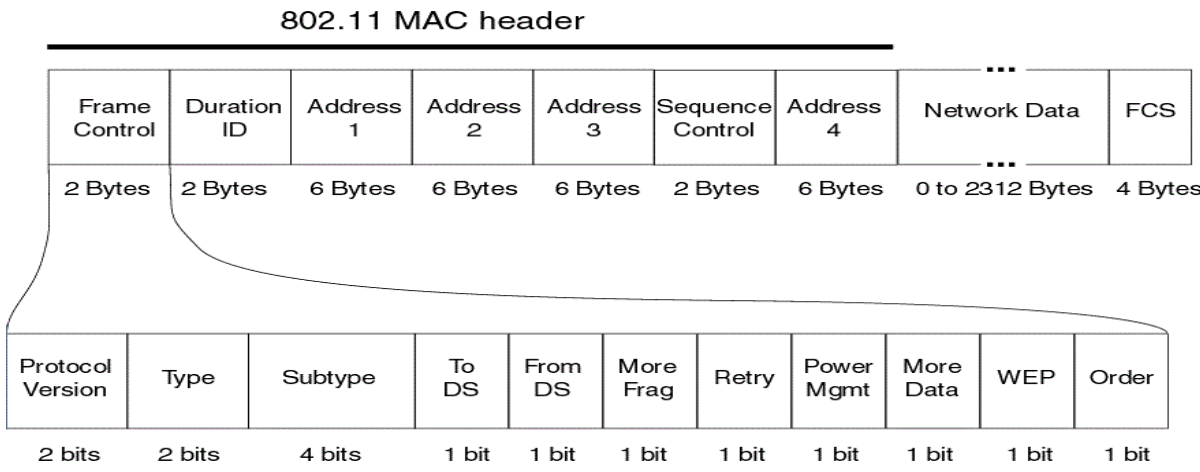 802.11 MAC header
Frame Control
Duration ID
Address 1
Address 2
Address 3
Sequence Control
Address 4
Network Data
FCS
2 Bytes
2 Bytes
6 Bytes
6 Bytes
6 Bytes
2 Bytes
6 Bytes
0 to 2312 Bytes
4 Bytes
Protocol Version
Type
Subtype
To DS
From DS
More Frag
Retry
Power Mgmt
More Data
WEP
Order
2 bits
2 bits
4 bits
1 bit
1 bit
1 bit
1 bit
1 bit
1 bit
1 bit
1 bit